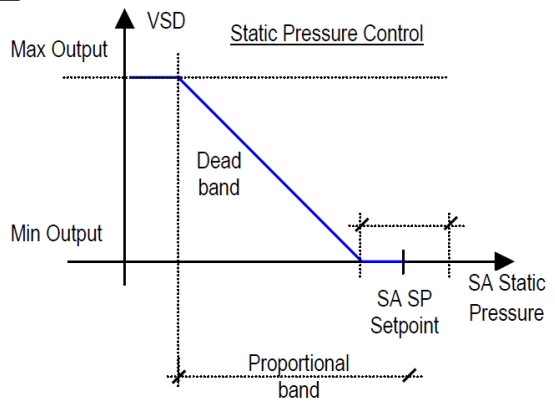 VSD
Static Pressure Control
Max Output
Dead
band
Min Output
SA SP
Setpoint
SA Static
Pressure
Proportional
band